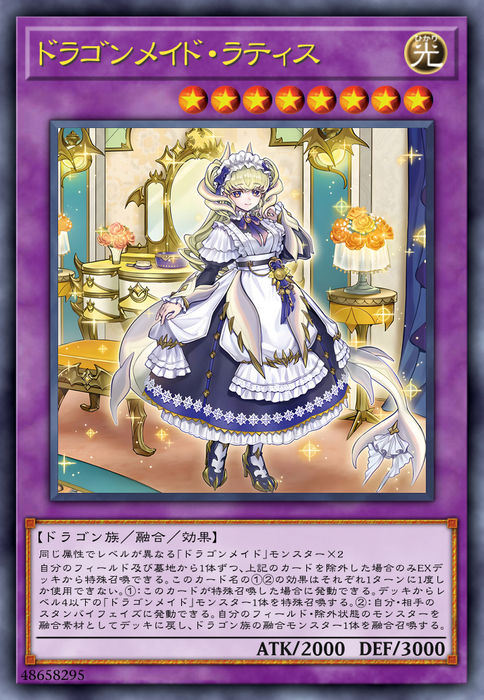 ドラゴンメイド・ラティス
ひかり
光
【ドラゴン族/融合/効果】
同じ属性でレベルが異なる「ドラゴンメイド」モンスター×2
自分のフィールド及び墓地から1体ずつ、上記のカードを除外した場合のみEXデ
ッキから特殊召喚できる。このカード名の①②の効果はそれぞれ1ターンに1度し
か使用できない。①:このカードが特殊召喚した場合に発動できる。デッキからレ
ベル4以下の「ドラゴンメイド」モンスター1体を特殊召喚する。②:自分・相手の
スタンバイフェイズに発動できる。自分のフィールド・除外状態のモンスターを
融合素材としてデッキに戻し、ドラゴン族の融合モンスター1体を融合召喚する。
ATK/2000 DEF/3000
48658295